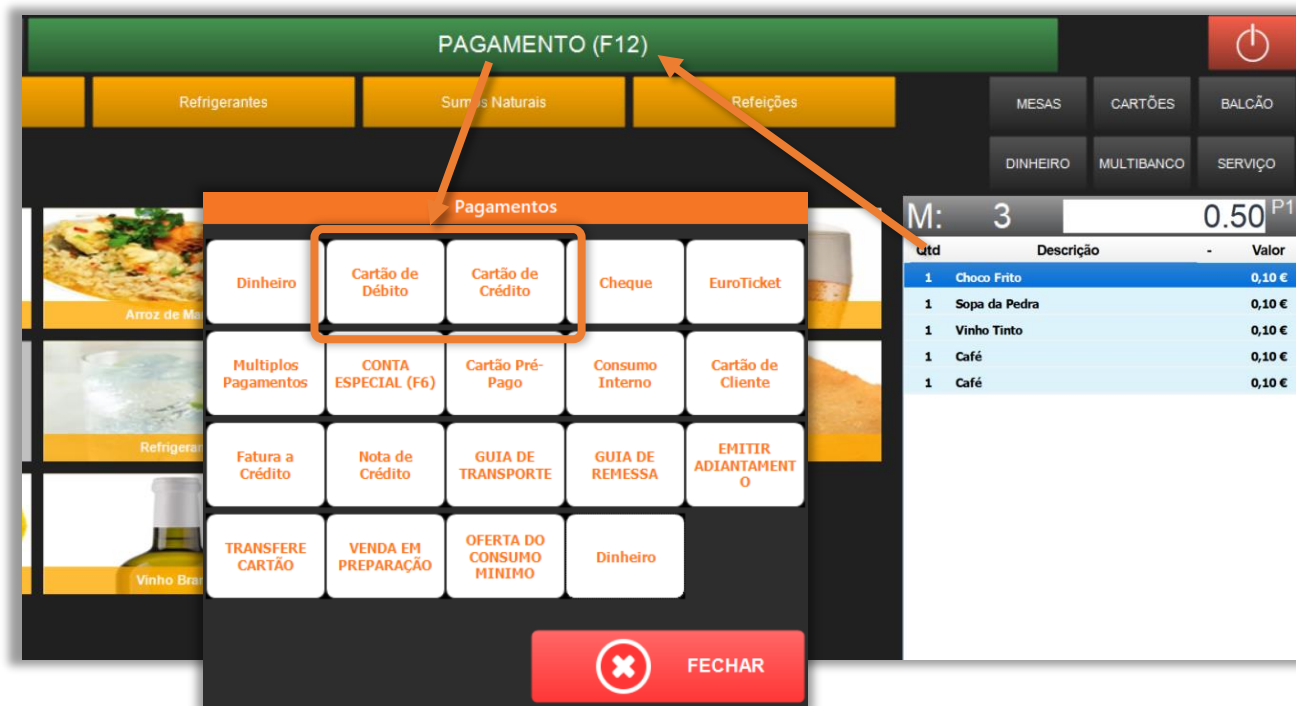 PAGAMENTO (F12)
Refrigerantes
Sumos Naturais
Refeições
MESAS
CARTÕES
BALCÃO
DINHEIRO
MULTIBANCO
SERVIÇO
M: 3 0.50 P1
Qtd Descrição - Valor
1 Choco Frito 0,10 €
1 Sopa da Pedra 0,10 €
1 Vinho Tinto 0,10 €
1 Café 0,10 €
1 Café 0,10 €
Arroz de
Vinho
Pagamentos
Dinheiro
Cartão de
Débito
Cartão de
Crédito
Cheque
EuroTicket
Multiplos
Pagamentos
CONTA
ESPECIAL (F6)
Cartão Pré-
Pago
Consumo
Interno
Cartão de
Cliente
Fatura a
Crédito
Nota de
Crédito
GUIA DE
TRANSPORTE
GUIA DE
REMESSA
EMITIR
ADIANTAMENT
O
TRANSFERE
CARTÃO
VENDA EM
PREPARAÇÃO
OFERTA DO
CONSUMO
MINIMO
Dinheiro
FECHAR